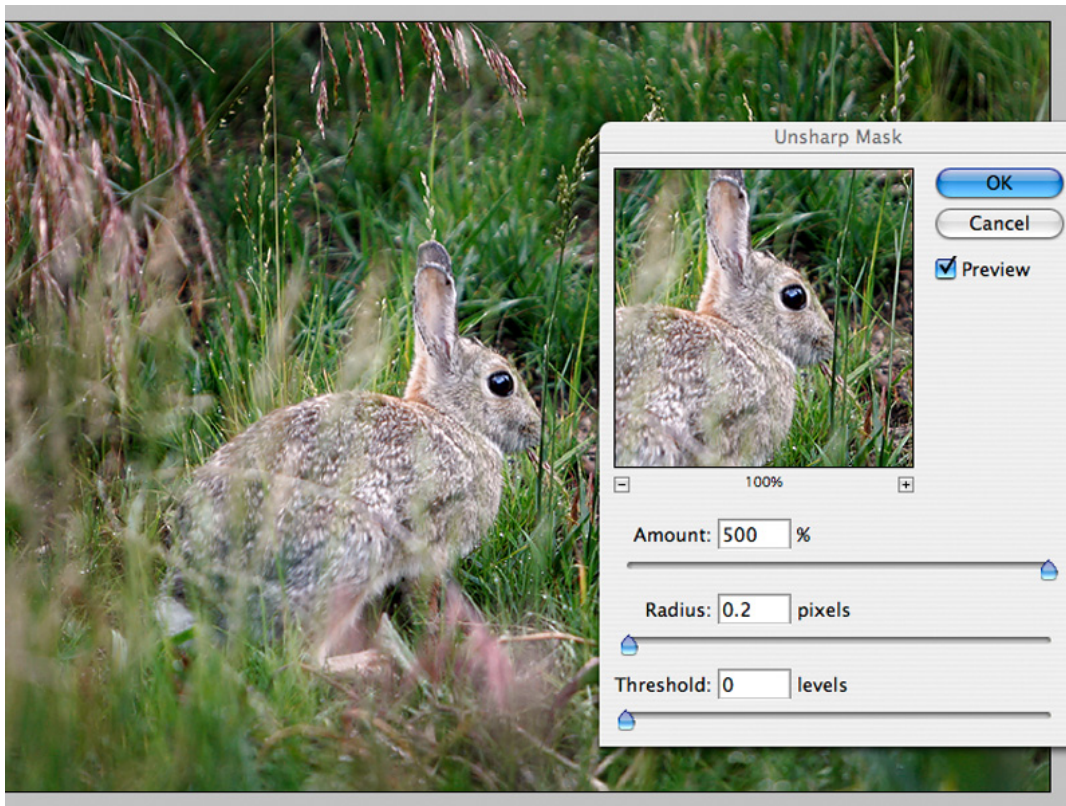 Unsharp Mask
OK
Cancel
Preview
100%
Amount: 500 %
Radius: 0.2 pixels
Threshold: 0 levels